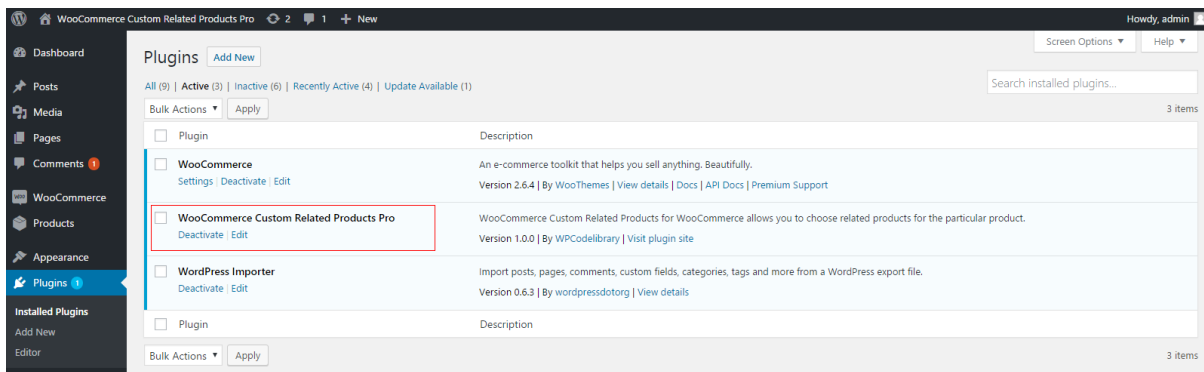 WooCommerce Custom Related Products Pro 2 1 + New Howdy, admin
Dashboard
Posts
Media
Pages
Comments 1
WooCommerce
Products
Appearance
Plugins 1
Installed Plugins
Add New
Editor
Screen Options ▼ Help ▼
Plugins Add New
All (9) | Active (3) | Inactive (6) | Recently Active (4) | Update Available (1)
Search installed plugins...
Bulk Actions ▼ Apply 3 items
Plugin Description
WooCommerce An e-commerce toolkit that helps you sell anything. Beautifully.
Settings | Deactivate | Edit Version 2.6.4 | By WooThemes | View details | Docs | API Docs | Premium Support
WooCommerce Custom Related Products Pro WooCommerce Custom Related Products for WooCommerce allows you to choose related products for the particular product.
Deactivate | Edit Version 1.0.0 | By WPCodelibrary | Visit plugin site
WordPress Importer Import posts, pages, comments, custom fields, categories, tags and more from a WordPress export file.
Deactivate | Edit Version 0.6.3 | By wordpressdotorg | View details
Plugin Description
Bulk Actions ▼ Apply 3 items